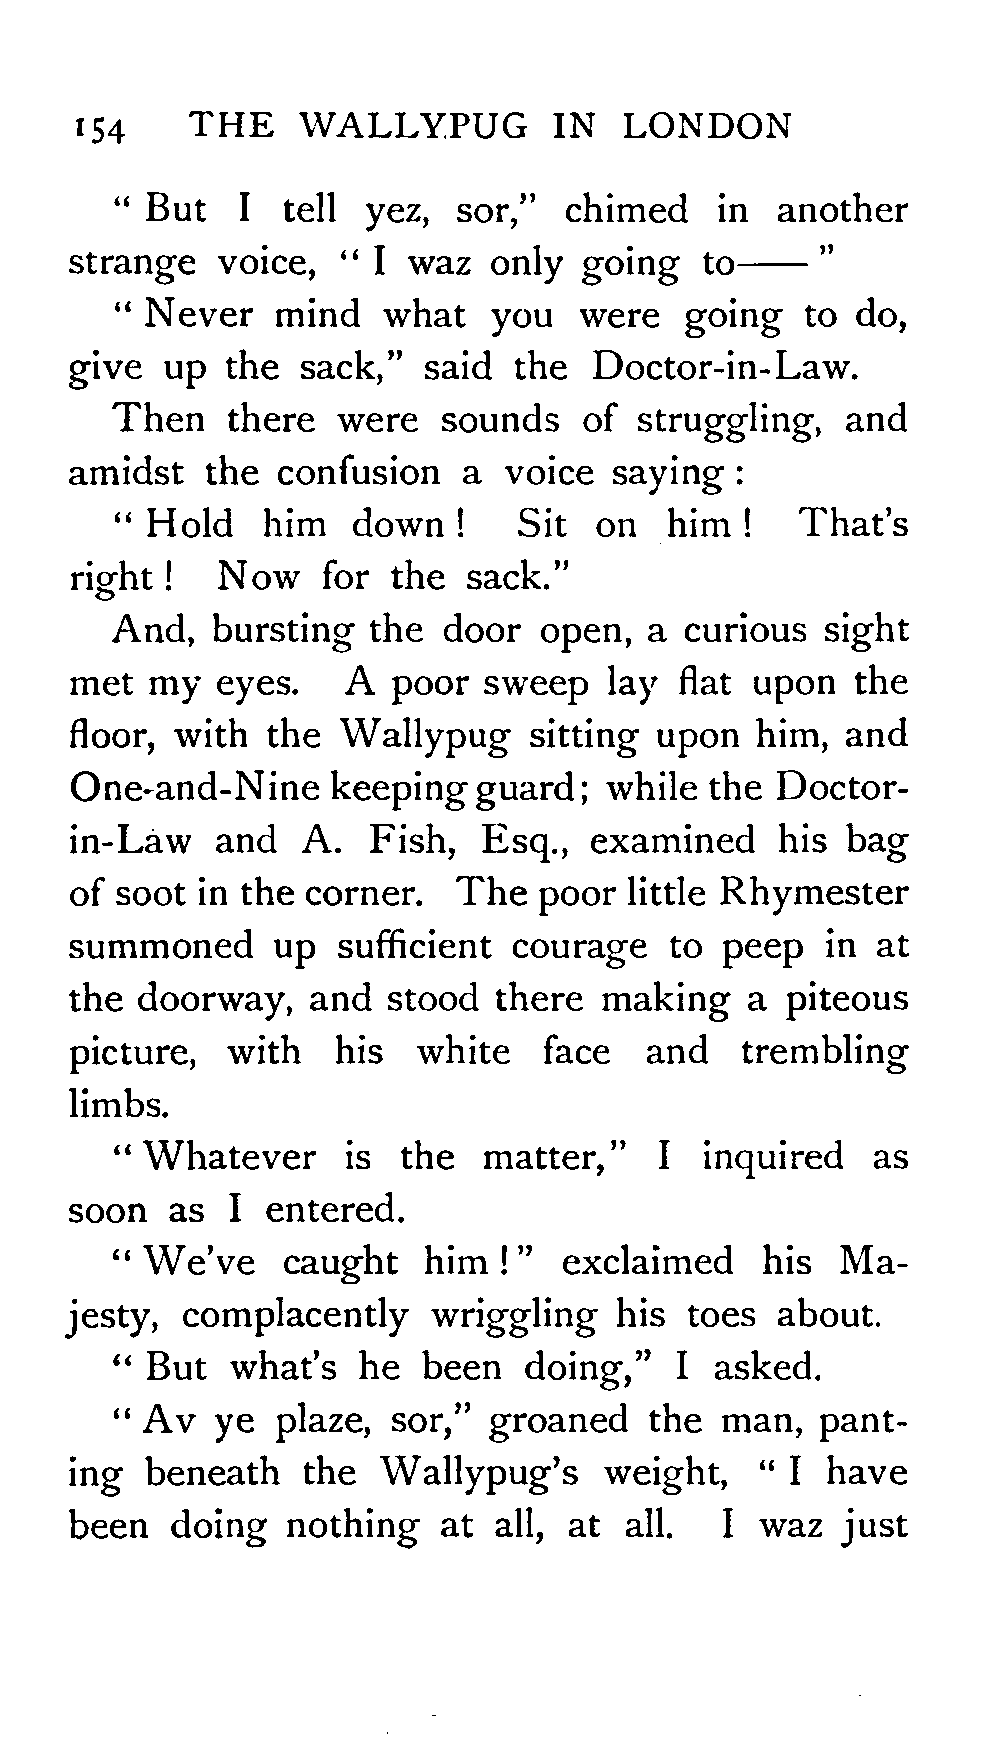 154 THE WALLYPUG IN LONDON
" But I tell yez, sor," chimed in another
strange voice, " I waz only going to—— "
" Never mind what you were going to do,
give up the sack," said the Doctor-in-Law.
Then there were sounds of struggling, and
amidst the confusion a voice saying :
" Hold him down ! Sit on him ! That's
right ! Now for the sack."
And, bursting the door open, a curious sight
met my eyes. A poor sweep lay flat upon the
floor, with the Wallypug sitting upon him, and
One-and-Nine keeping guard; while the Doctor-
in-Law and A. Fish, Esq., examined his bag
of soot in the corner. The poor little Rhymester
summoned up sufficient courage to peep in at
the doorway, and stood there making a piteous
picture, with his white face and trembling
limbs.
" Whatever is the matter," I inquired as
soon as I entered.
" We've caught him ! " exclaimed his Ma-
jesty, complacently wriggling his toes about.
" But what's he been doing," I asked.
" Av ye plaze, sor," groaned the man, pant-
ing beneath the Wallypug's weight, " I have
been doing nothing at all, at all. I waz just